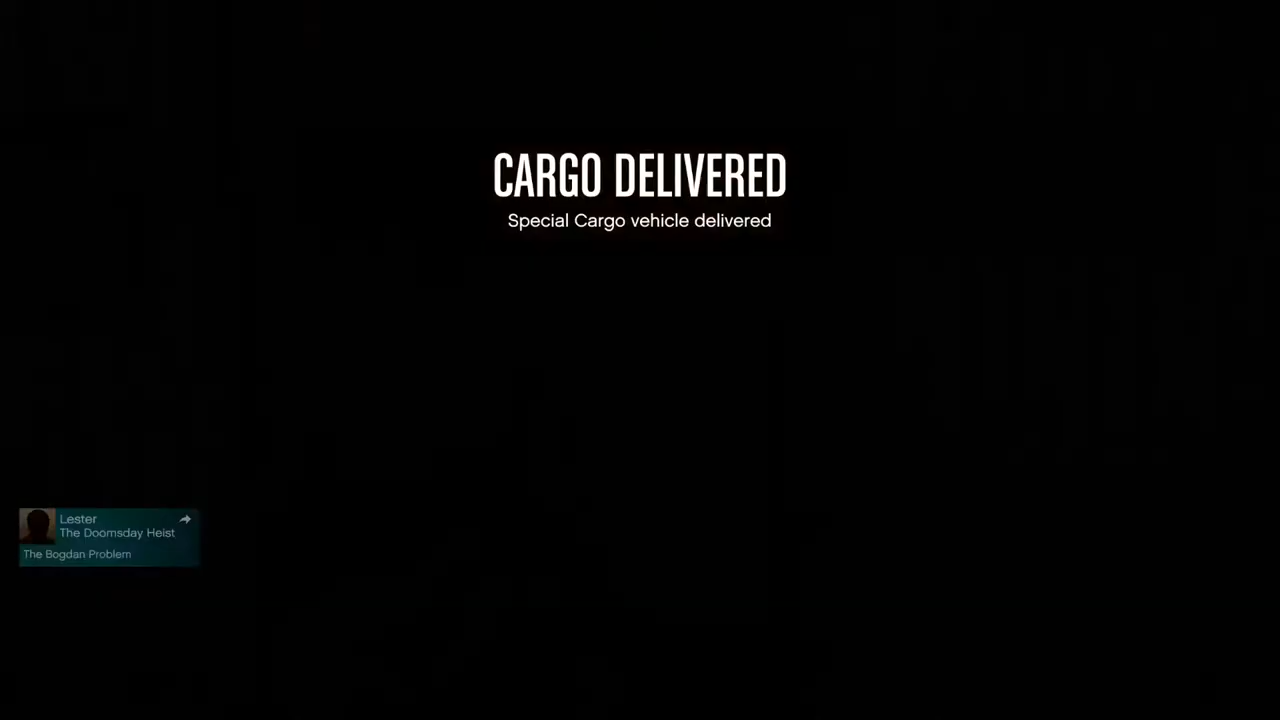 CARGO DELIVERED
Special Cargo vehicle delivered
Lester
The Doomsday Heist
The Bogdan Problem